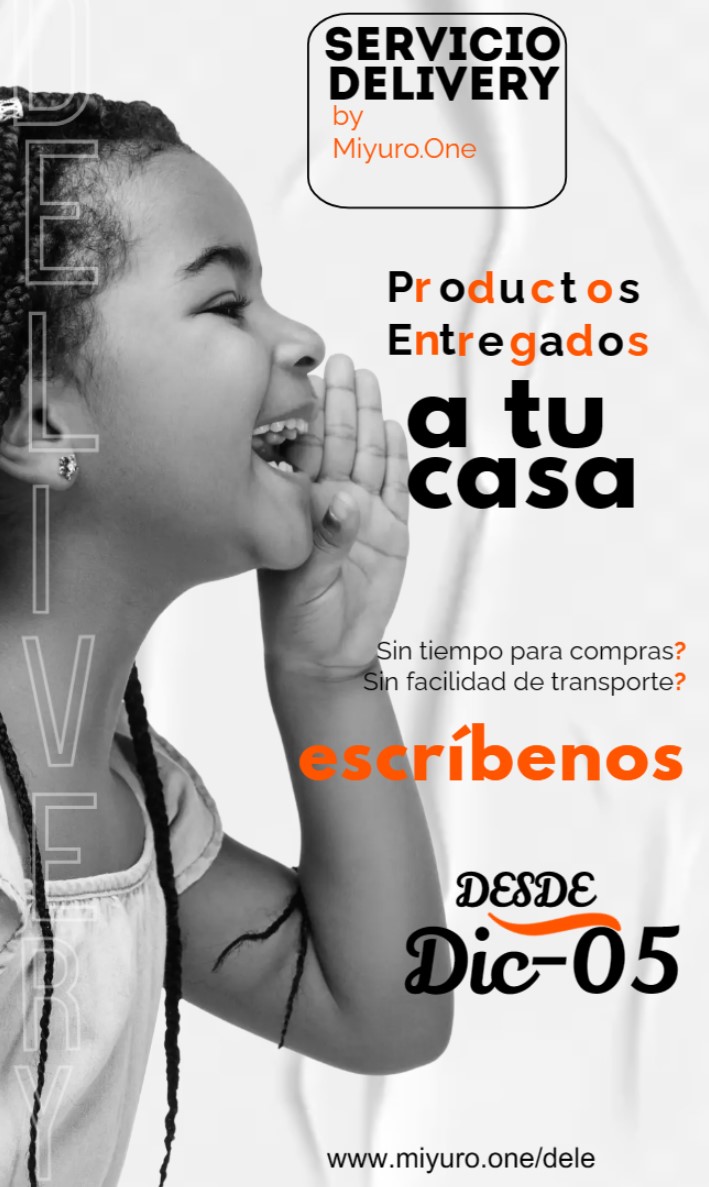 DELIVERY
SERVICIO
DELIVERY
by
Miyuro.One
Productos
Entregados
a tu
casa
Sin tiempo para compras?
Sin facilidad de transporte?
escríbenos
DESDE
Dic-05
www.miyuro.one/dele